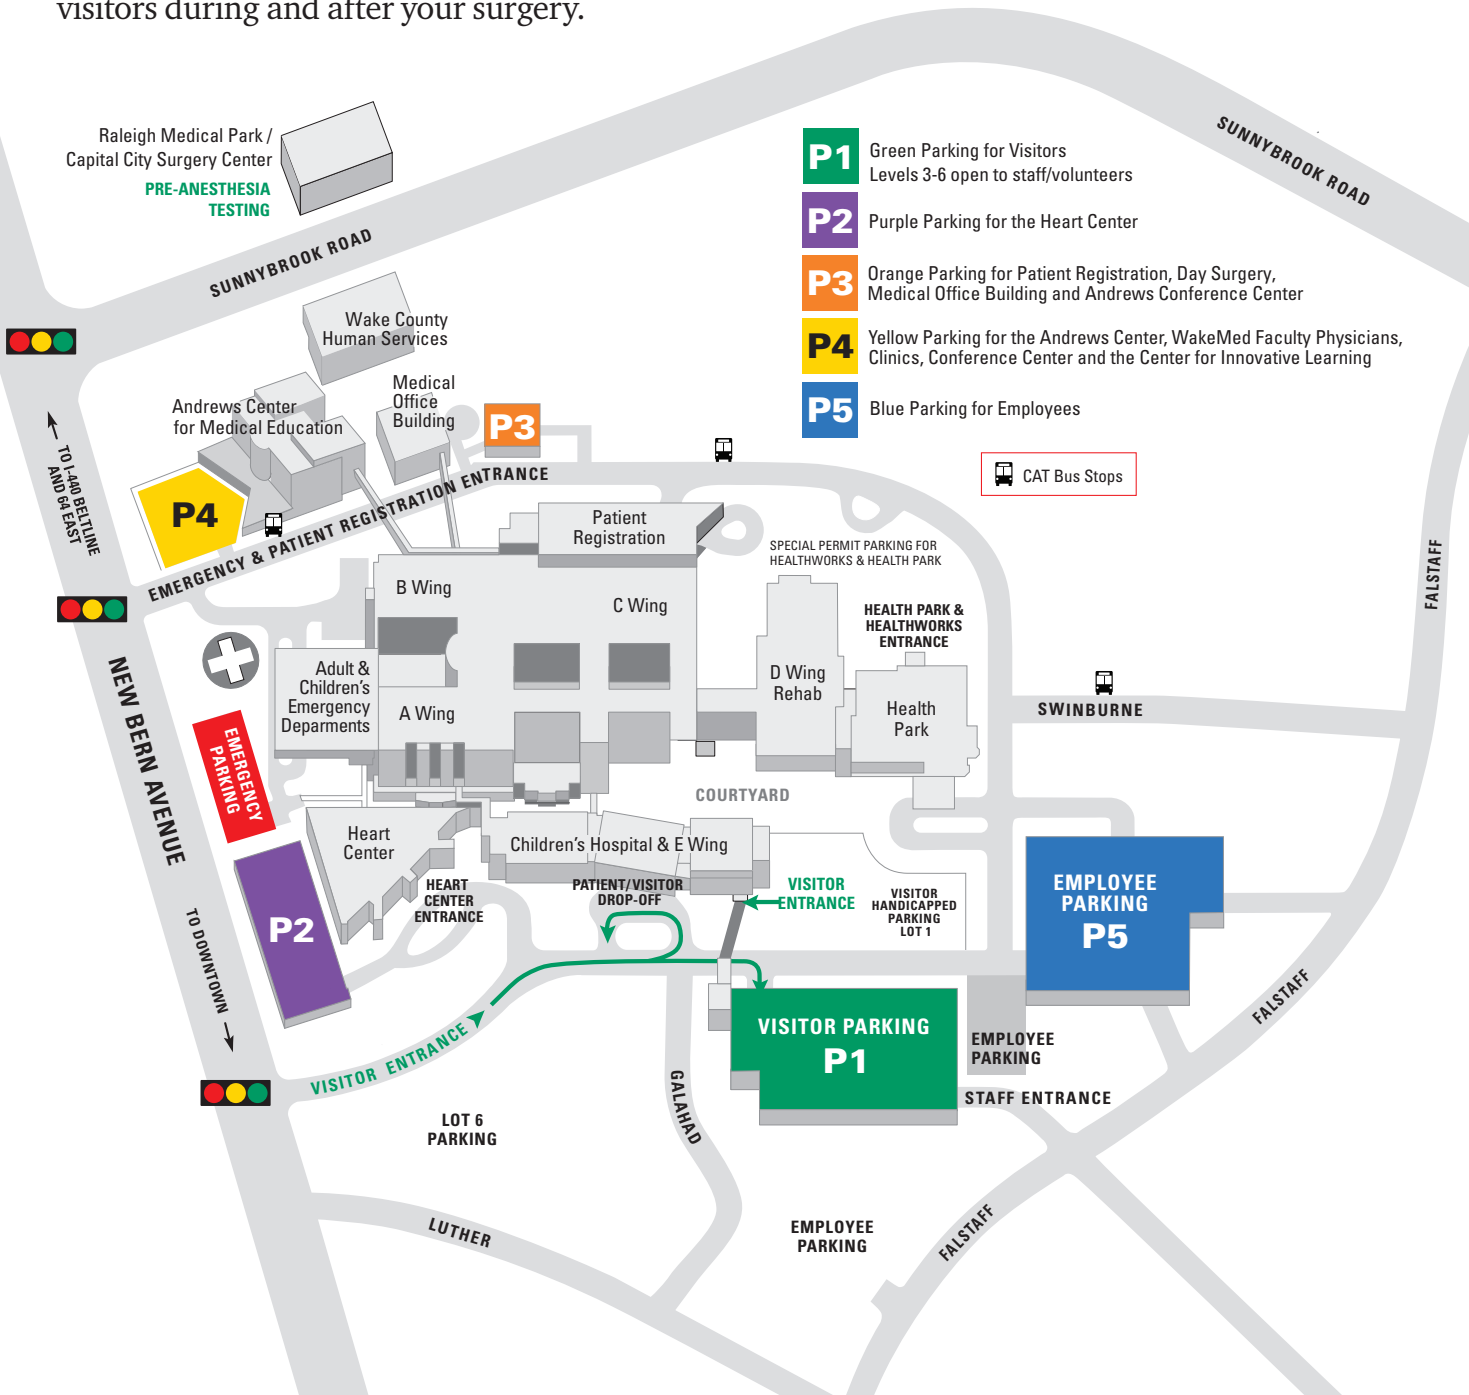 visitors during and after your surgery.
SUNNYBROOK ROAD
Raleigh Medical Park /
Capital City Surgery Center
PRE-ANESTHESIA
TESTING
P1
Green Parking for Visitors
Levels 3-6 open to staff/volunteers
P2
Purple Parking for the Heart Center
P3
Orange Parking for Patient Registration, Day Surgery,
Medical Office Building and Andrews Conference Center
P4
Yellow Parking for the Andrews Center, WakeMed Faculty Physicians,
Clinics, Conference Center and the Center for Innovative Learning
P5
Blue Parking for Employees
CAT Bus Stops
SUNNYBROOK ROAD
Wake County
Human Services
Medical
Office
Building
Andrews Center
for Medical Education
P3
P4
TO I-440 BELTLINE
AND 64 EAST
EMERGENCY & PATIENT REGISTRATION ENTRANCE
Patient
Registration
SPECIAL PERMIT PARKING FOR
HEALTHWORKS & HEALTH PARK
B Wing
C Wing
HEALTH PARK &
HEALTHWORKS
ENTRANCE
FALSTAFF
Adult &
Children's
Emergency
Deparments
A Wing
D Wing
Rehab
Health
Park
SWINBURNE
NEW BERN AVENUE
EMERGENCY
PARKING
COURTYARD
Heart
Center
Children's Hospital & E Wing
HEART
CENTER
ENTRANCE
PATIENT/VISITOR
DROP-OFF
VISITOR
ENTRANCE
VISITOR
HANDICAPPED
PARKING
LOT 1
EMPLOYEE
PARKING
P5
P2
TO DOWNTOWN
VISITOR ENTRANCE
VISITOR PARKING
P1
EMPLOYEE
PARKING
FALSTAFF
STAFF ENTRANCE
GALAHAD
LOT 6
PARKING
LUTHER
EMPLOYEE
PARKING
FALSTAFF